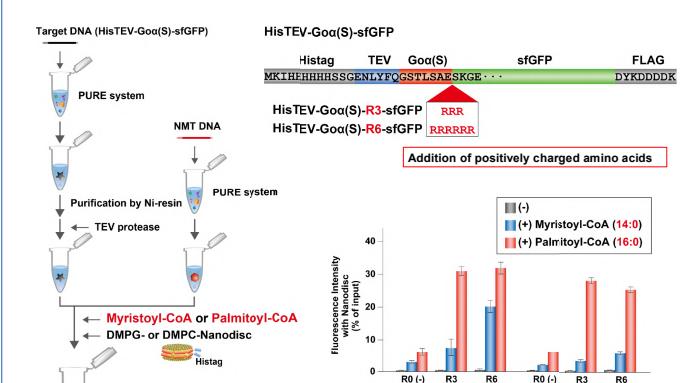 Target DNA (HisTEV-Goα(S)-sfGFP)
PURE system
NMT DNA
PURE system
Purification by Ni-resin
TEV protease
Myristoyl-CoA or Palmitoyl-CoA
DMPG- or DMPC-Nanodisc
Histag
HisTEV-Goα(S)-sfGFP
Histag TEV Goα(S) sfGFP FLAG
MKIHHHHHHSSGENLYFQGSTLSAESKGE··· DYKDDDDK
HisTEV-Goα(S)-R3-sfGFP RRR
HisTEV-Goα(S)-R6-sfGFP RRRRRR
Addition of positively charged amino acids
(-)
(+) Myristoyl-CoA (14:0)
(+) Palmitoyl-CoA (16:0)
Fluorescence Intensity
with Nanodisc
(% of input)
40
30
20
10
0
R0 (-) R3 R6 R0 (-) R3 R6